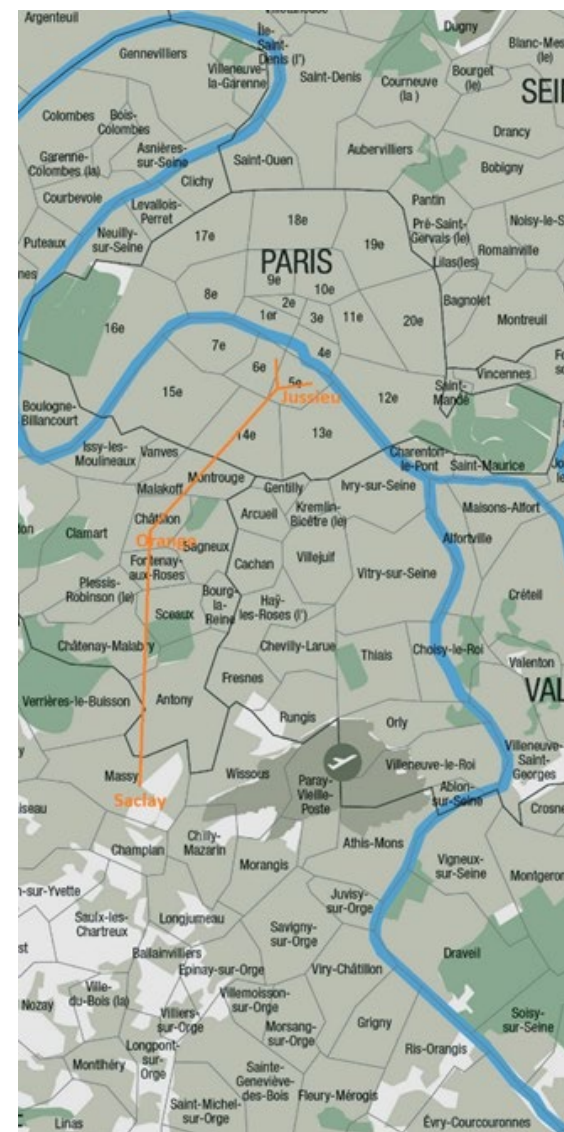 Argenteuil
Île-
Saint-
Denis (l')
Dugny
Gennevilliers
Villeneuve-
la-Garenne
Saint-Denis
Courneuve
(la )
Bourget
(le)
Blanc-Mes
(le)
SEI
Colombes
Bois-
Colombes
Drancy
Asnières-
sur-Seine
Garenne-
Colombes (la)
Saint-Ouen
Aubervilliers
Bobigny
Clichy
Courbevoie
Levallois-
Perret
Pantin
Puteaux
Neuilly-
sur-Seine
17e
18e
19e
Pré-Saint-
Gervais (le)
Noisy-le-S
Romainville
Lilas(les)
PARIS
nes
8e
9e
10e
2e
1er
3e
11e
20e
Bagnolet
Montreuil
16e
7e
6e
4e
5e
Jussieu
15e
12e
Vincennes
Saint-
Mandé
Boulogne-
Billancourt
14e
13e
Issy-les-
Moulineaux
Vanves
Charenton-
le-Pont
Saint-Maurice
Malakoff
Montrouge
Gentilly
Ivry-sur-Seine
Maisons-Alfort
Châtillon
Arcueil
Kremlin-
Bicêtre (le)
Clamart
Orange
Bagneux
Alfortville
Fontenay-
aux-Roses
Cachan
Villejuif
Vitry-sur-Seine
Plessis-
Robinson (le)
Bourg-
la-
Reine
Sceaux
Haÿ-
les-Roses (l')
Créteil
Châtenay-Malabry
Chevilly-Larue
Thiais
Choisy-le-Roi
Valenton
Fresnes
VAL
Verrières-le-Buisson
Antony
Rungis
Orly
Villeneuve-
Saint-
Georges
Villeneuve-le-Roi
Massy
Wissous
Paray-
Vieille-
Poste
Ablon-
sur-Seine
Saclay
aiseau
Crosne
Champlan
Chilly-
Mazarin
Athis-Mons
Morangis
Vigneux-
sur-Seine
Montgeron
n-sur-Yvette
Juvisy-
sur-Orge
Saulx-les-
Chartreux
Longjumeau
Savigny-
sur-Orge
st
Ballainvilliers
Epinay-sur-Orge
Viry-Châtillon
Draveil
Nozay
Ville-
du-Bois (la)
Villemoisson-
sur-Orge
Villiers-
sur-Orge
Morsang-
sur-Orge
Grigny
Soisy-
sur-Seine
Longpont-
sur-
Orge
Ris-Orangis
Montlhéry
Sainte-
Geneviève-
des-Bois
Fleury-Mérogis
Saint-Michel-
sur-Orge
Linas
Évry-Courcouronnes